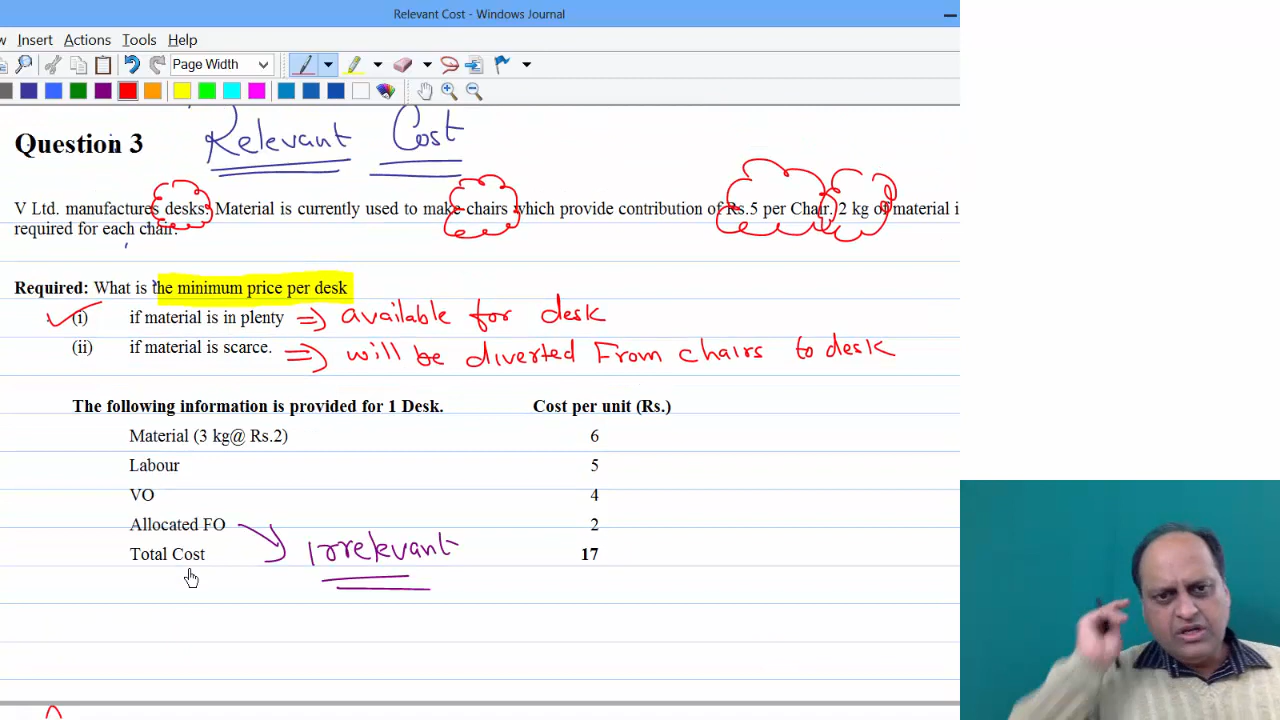 Relevant Cost - Windows Journal
w Insert Actions Tools Help
Page Width
Question 3 Relevant Cost
V Ltd. manufactures desks. Material is currently used to make chairs which provide contribution of Rs.5 per Chair. 2 kg of material i
required for each chair.
Required: What is the minimum price per desk
(i) if material is in plenty => available for desk
(ii) if material is scarce. => will be diverted From chairs to desk
The following information is provided for 1 Desk. Cost per unit (Rs.)
Material (3 kg@ Rs.2) 6
Labour 5
VO 4
Allocated FO 2
Irrelevant
Total Cost 17